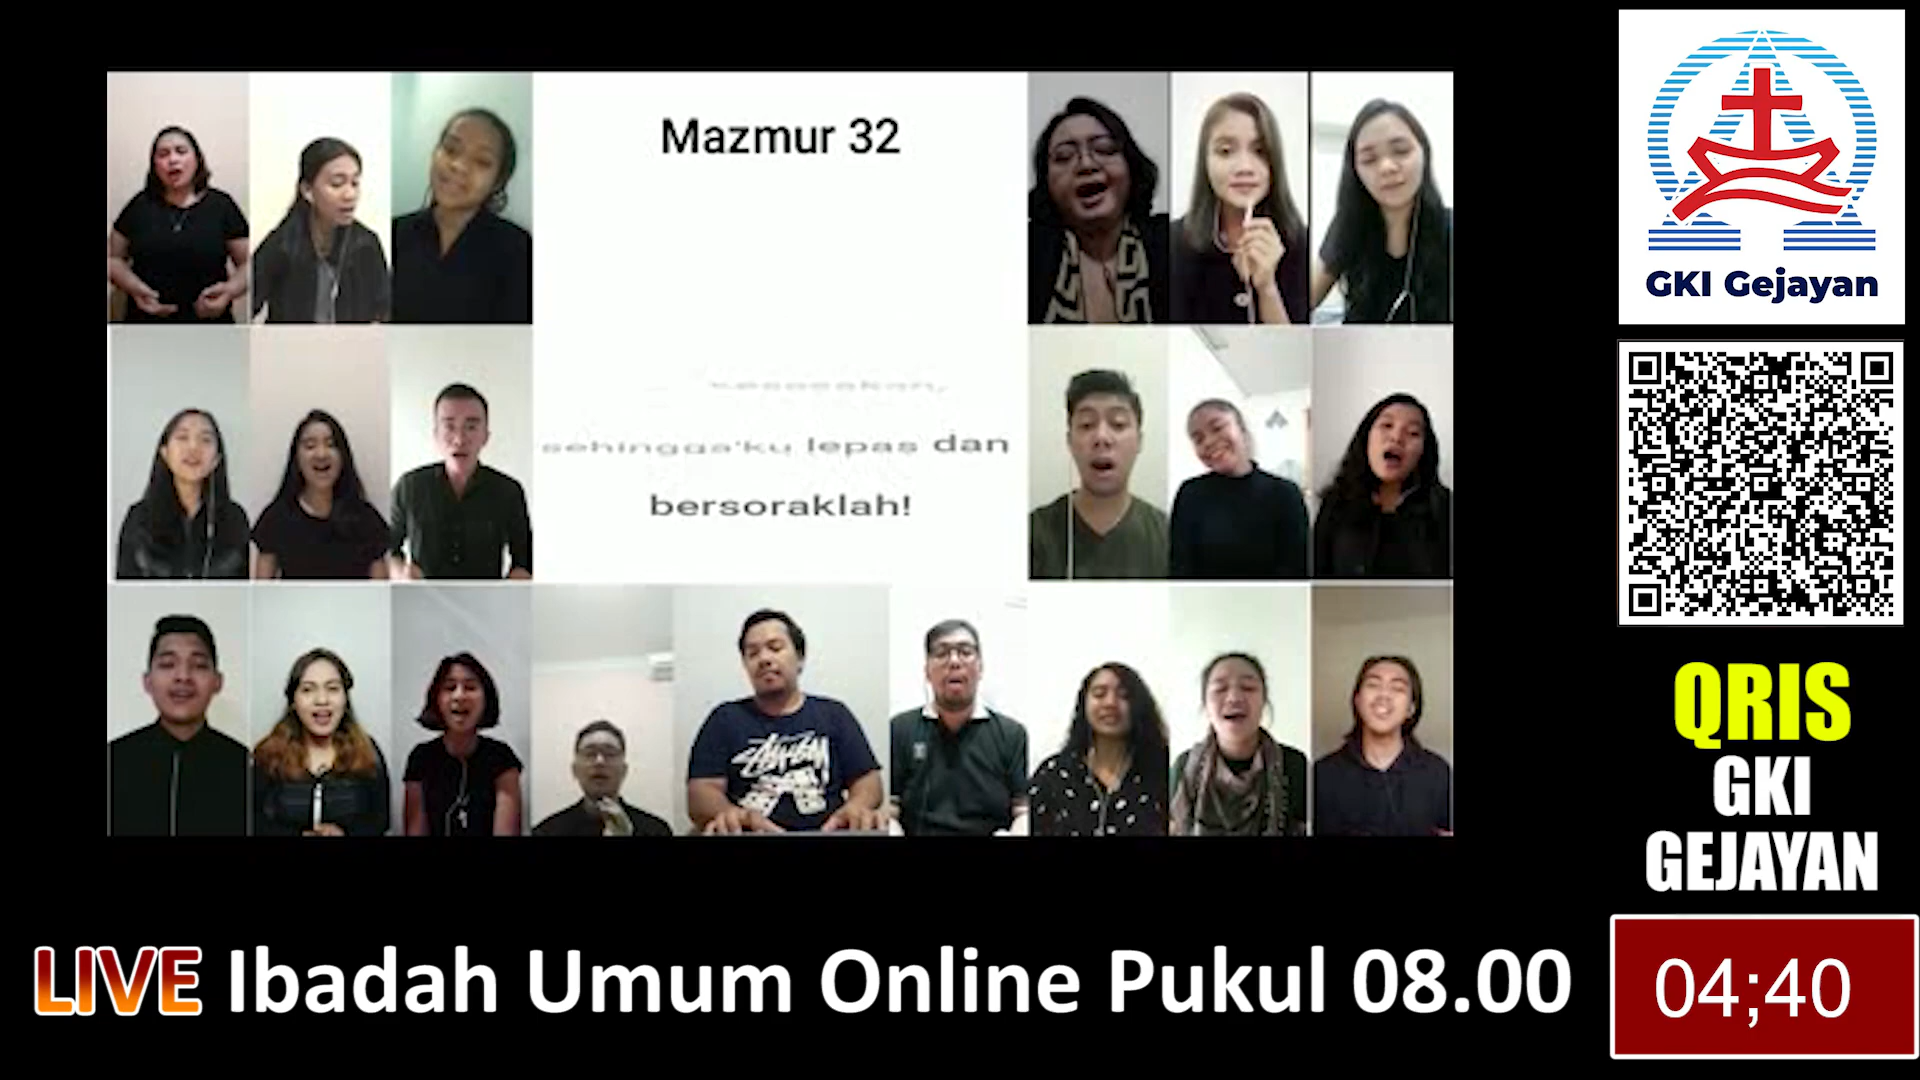 Mazmur 32
kesesakan,
sehingga'ku lepas dan
bersoraklah!
GKI Gejayan
QRIS
GKI
GEJAYAN
LIVE Ibadah Umum Online Pukul 08.00
04;40